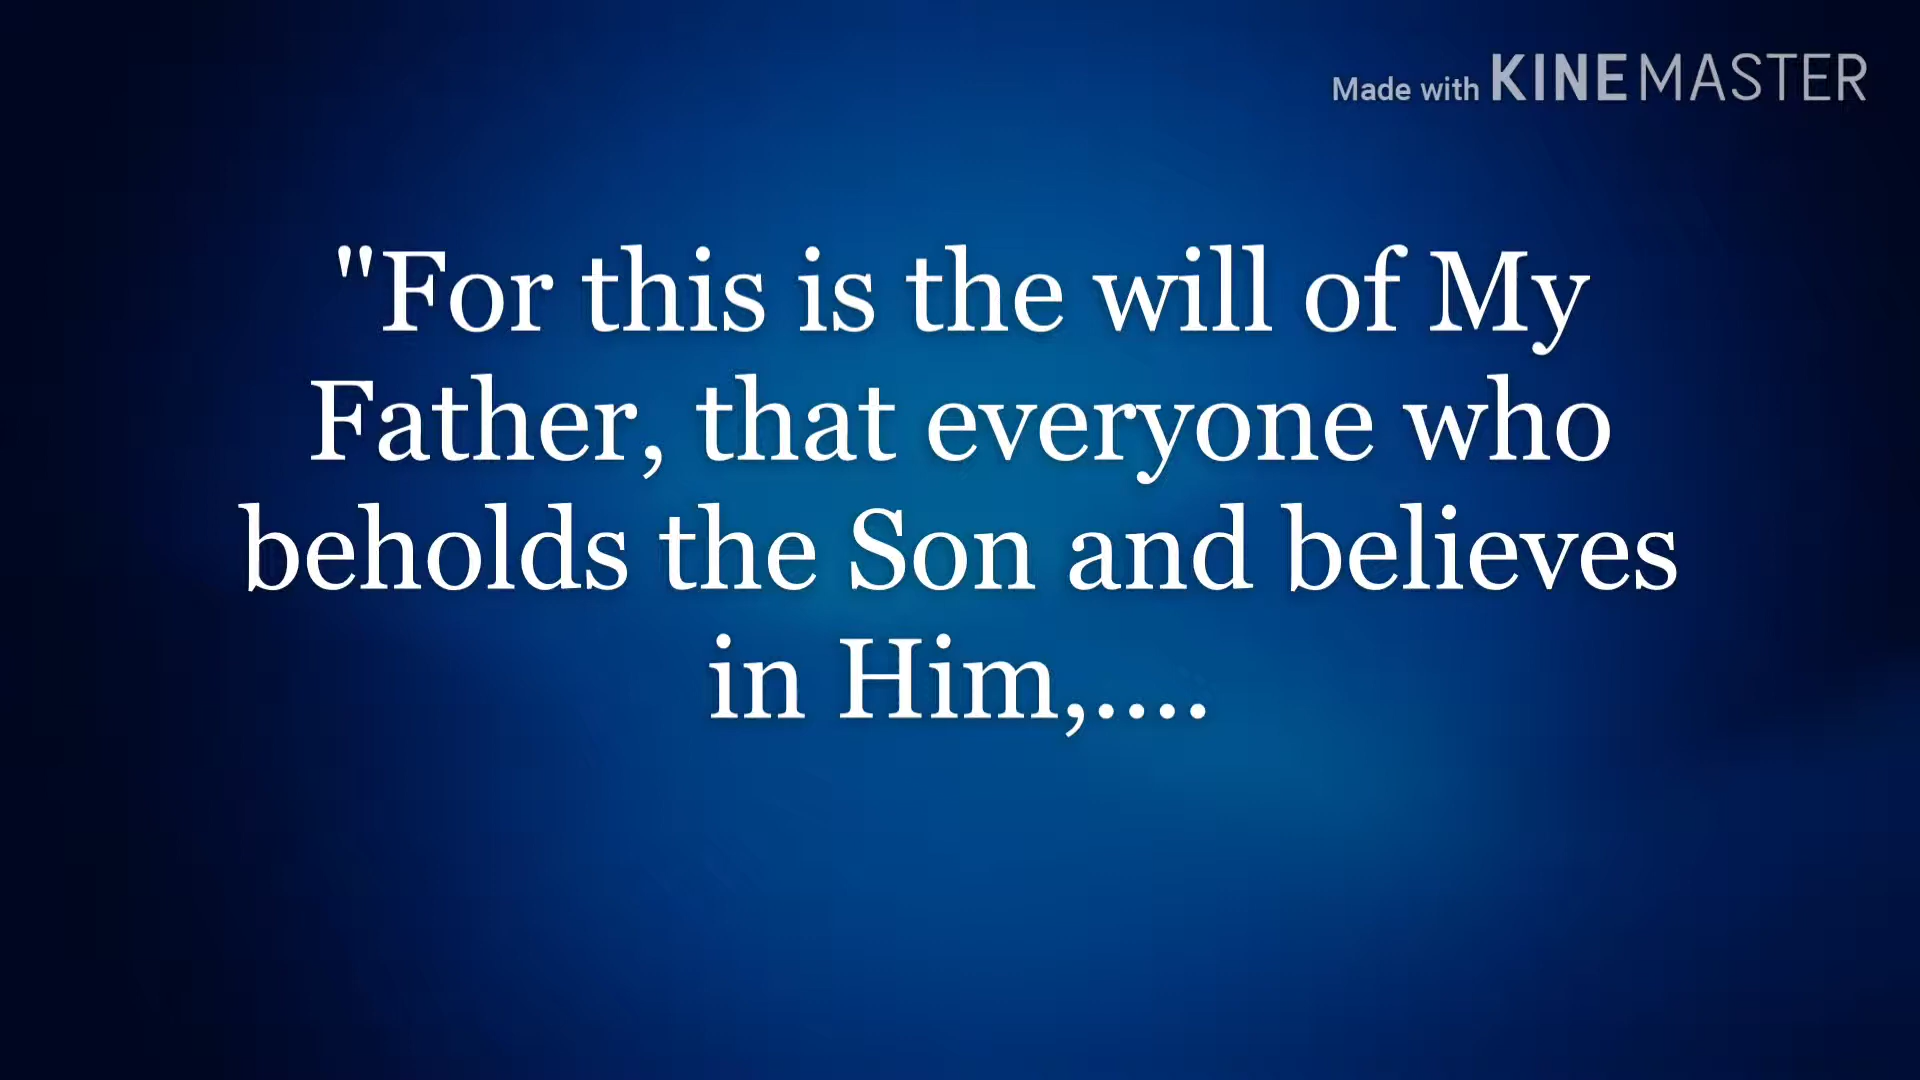 Made with KINEMASTER
"For this is the will of My
Father, that everyone who
beholds the Son and believes
in Him,....